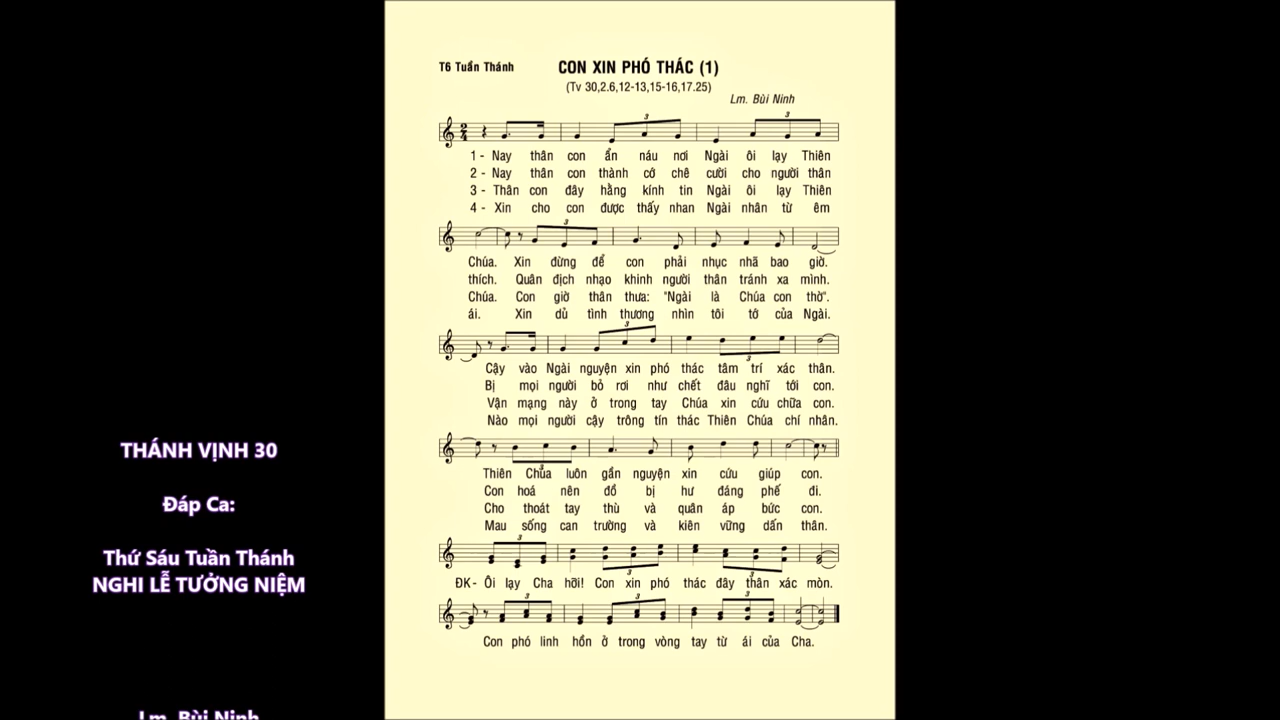 T6 Tuần Thánh
CON XIN PHÓ THÁC (1)
(Tv 30,2.6,12-13,15-16,17.25)
Lm. Bùi Ninh
1 - Nay thân con ẩn náu nơi Ngài ôi lạy Thiên
2 - Nay thân con thành cớ chê cười cho người thân
3 - Thân con đây hằng kính tin Ngài ôi lạy Thiên
4 - Xin cho con được thấy nhan Ngài nhân từ êm
Chúa. Xin đừng để con phải nhục nhã bao giờ.
thích. Quân địch nhạo khinh người thân tránh xa mình.
Chúa. Con giờ thân thưa: "Ngài là Chúa con thờ".
ái. Xin dủ tình thương nhìn tôi tớ của Ngài.
Cậy vào Ngài nguyện xin phó thác tâm trí xác thân.
Bị mọi người bỏ rơi như chết đâu nghĩ tới con.
Vận mạng này ở trong tay Chúa xin cứu chữa con.
Nào mọi người cậy trông tín thác Thiên Chúa chí nhân.
Thiên Chúa luôn gần nguyện xin cứu giúp con.
Con hoá nên đồ bị hư đáng phế đi.
Cho thoát tay thù và quân áp bức con.
Mau sống can trường và kiên vững dấn thân.
ĐK- Ôi lạy Cha hỡi! Con xin phó thác đây thân xác mòn.
Con phó linh hồn ở trong vòng tay từ ái của Cha.
THÁNH VỊNH 30
Đáp Ca:
Thứ Sáu Tuần Thánh
NGHI LỄ TƯỞNG NIỆM
Lm. Bùi Ninh